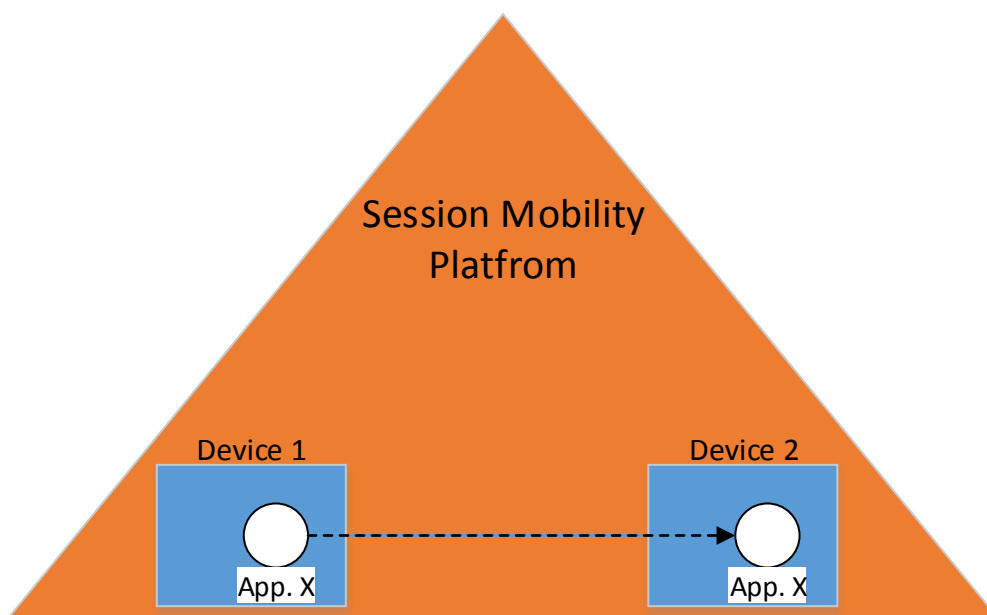 Session Mobility
Platfrom
Device 1
Device 2
App. X
App. X